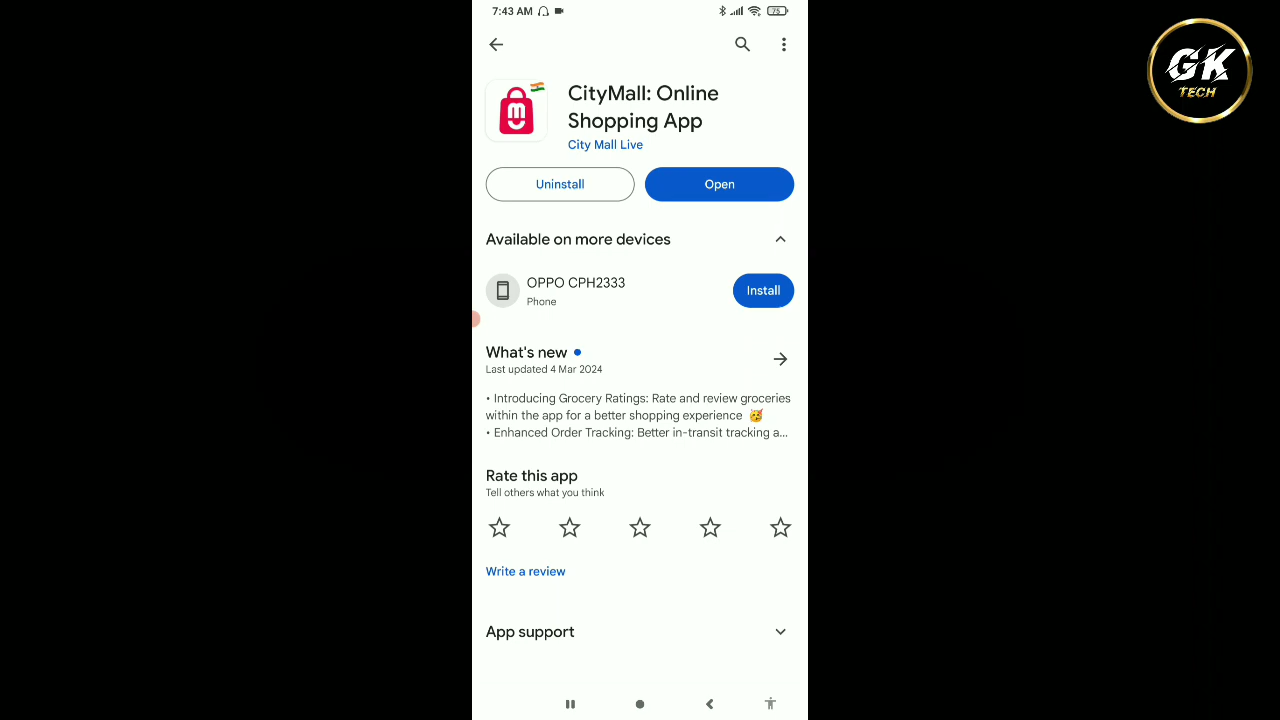 7:43 AM
75
GK
TECH
CityMall: Online
Shopping App
City Mall Live
Uninstall
Open
Available on more devices
OPPO CPH2333
Phone
Install
What's new
Last updated 4 Mar 2024
• Introducing Grocery Ratings: Rate and review groceries
within the app for a better shopping experience 🥳
• Enhanced Order Tracking: Better in-transit tracking a...
Rate this app
Tell others what you think
Write a review
App support